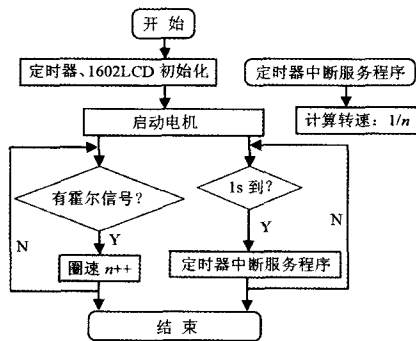 开 始
定时器、1602LCD 初始化
定时器中断服务程序
启动电机
计算转速：1/n
有霍尔信号？
1s 到？
N
Y
Y
N
圈速 n++
定时器中断服务程序
结 束